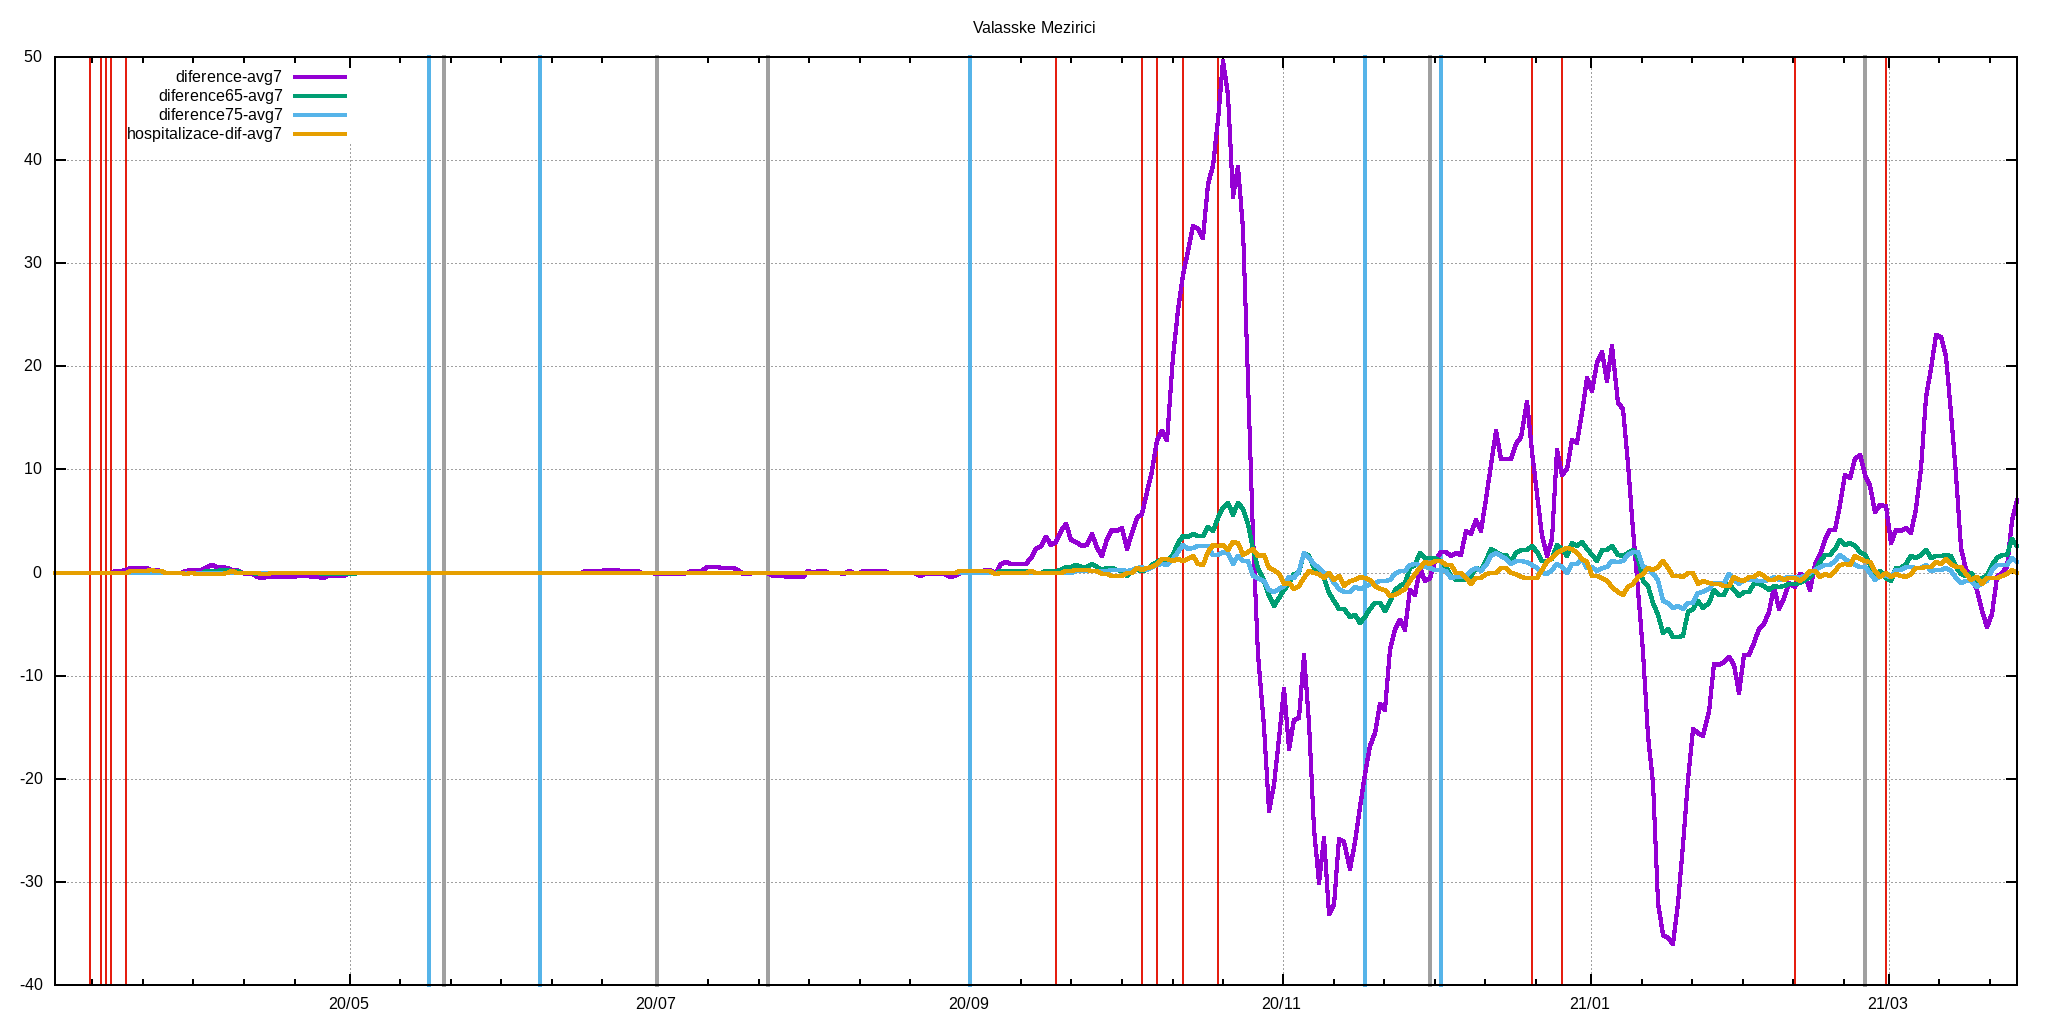 Valasske Mezirici
diference-avg7
diference65-avg7
diference75-avg7
hospitalizace-dif-avg7
50
40
30
20
10
0
-10
-20
-30
-40
20/05 20/07 20/09 20/11 21/01 21/03